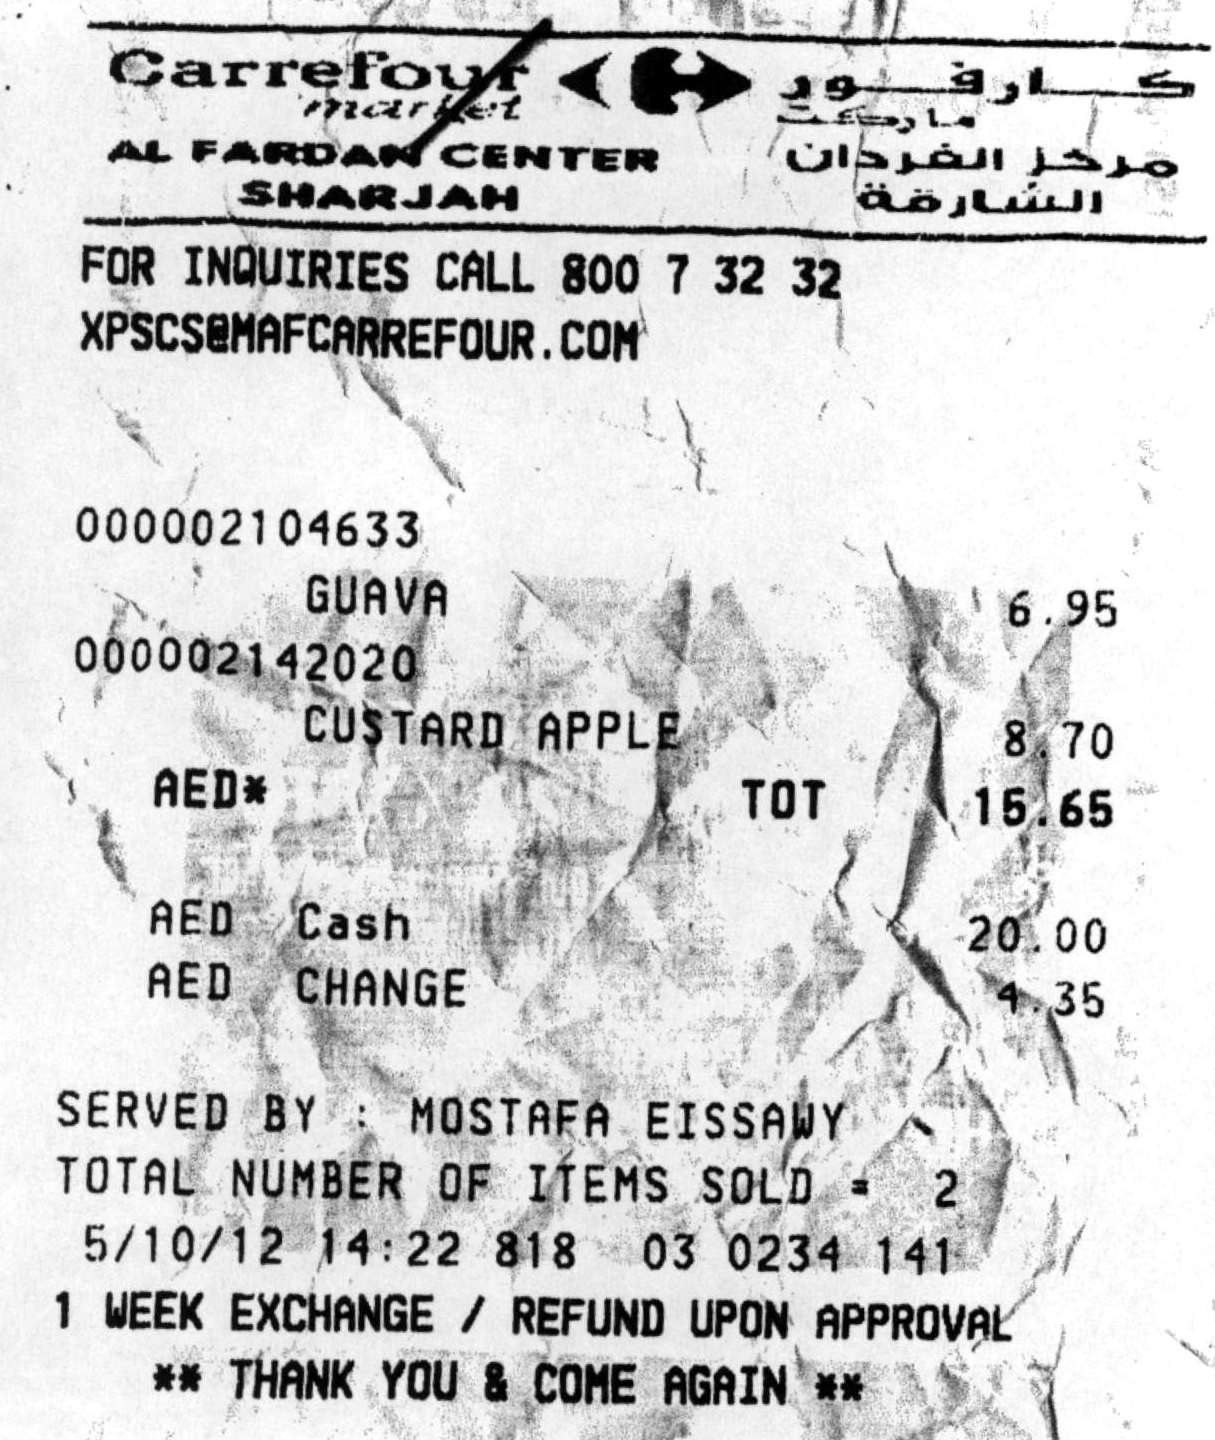 Carrefour كارفور
market ماركت
AL FARDAN CENTER مركز الفردان
SHARJAH الشارقة
FOR INQUIRIES CALL 800 7 32 32
XPSCS@MAFCARREFOUR.COM
000002104633
GUAVA 6.95
000002142020
CUSTARD APPLE 8.70
AED* TOT 15.65
AED Cash 20.00
AED CHANGE 4.35
SERVED BY : MOSTAFA EISSAWY
TOTAL NUMBER OF ITEMS SOLD = 2
5/10/12 14:22 818 03 0234 141
1 WEEK EXCHANGE / REFUND UPON APPROVAL
** THANK YOU & COME AGAIN **